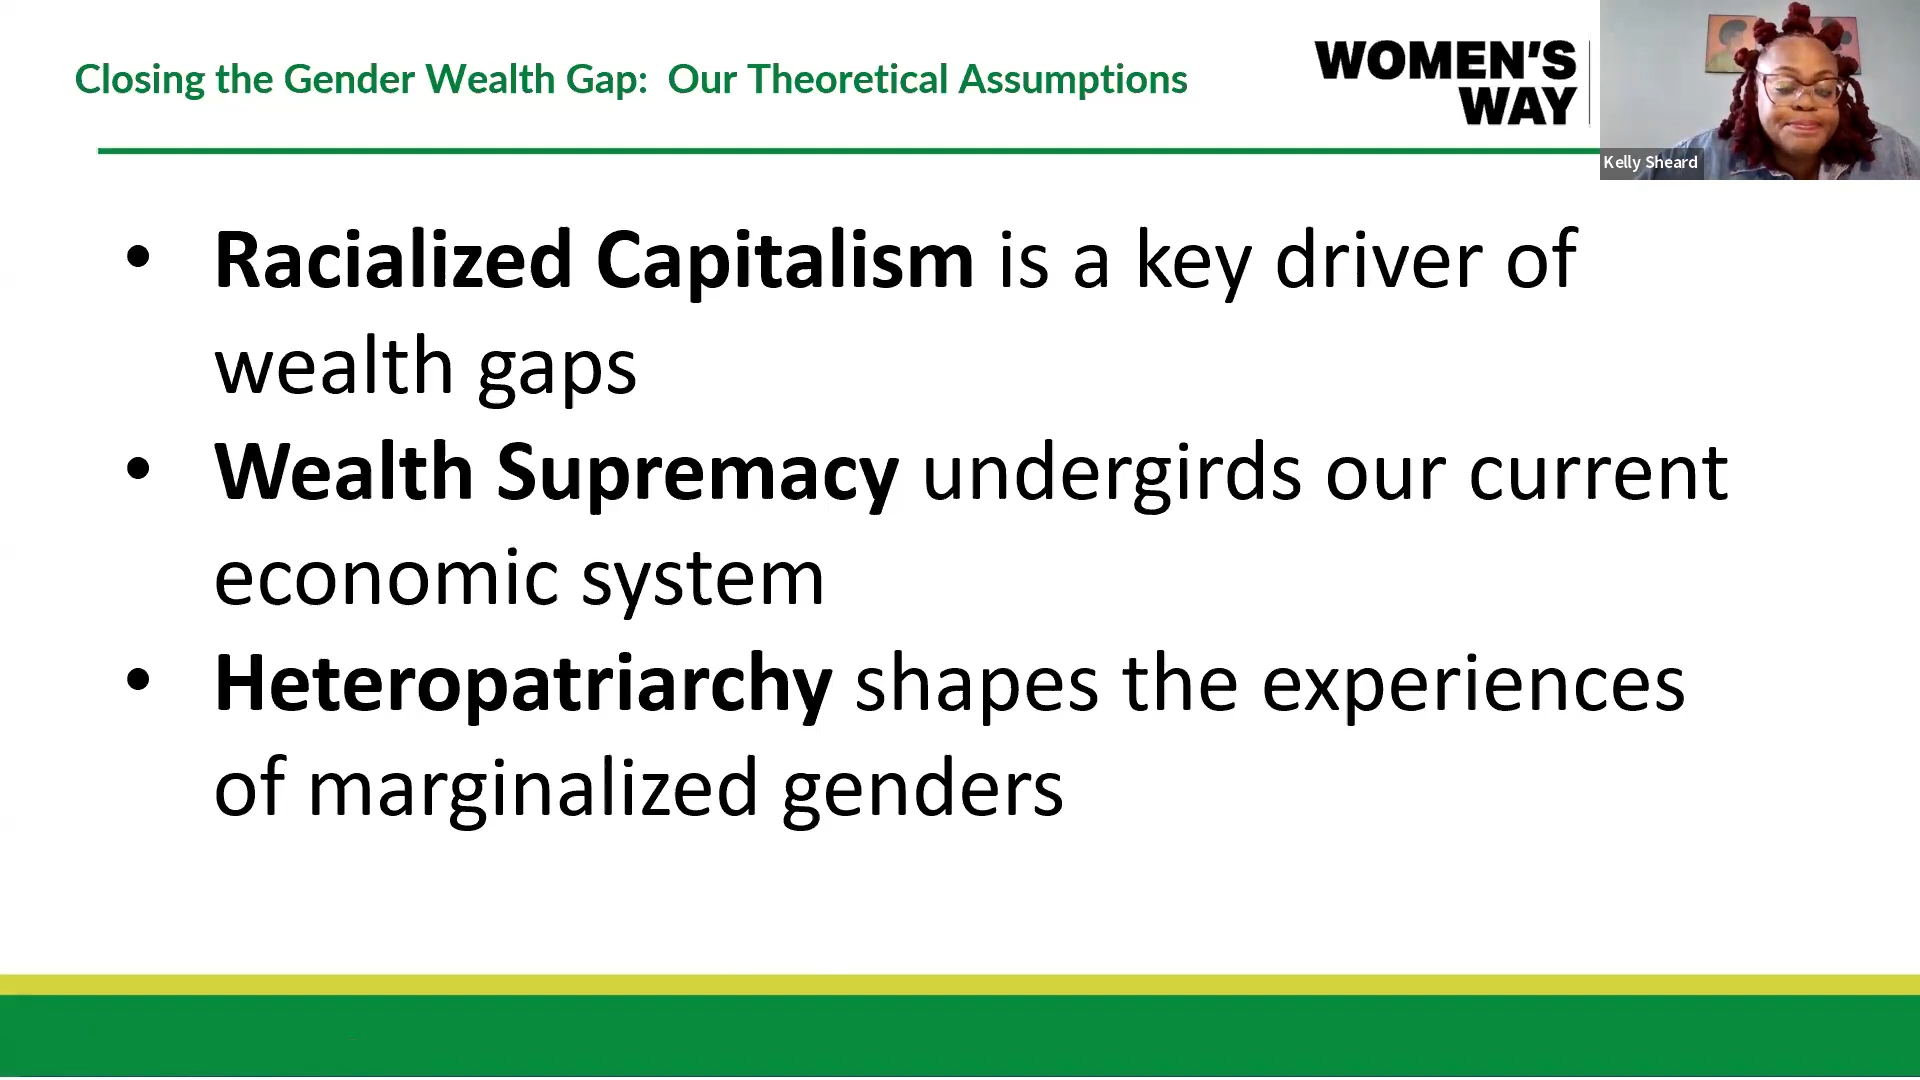 Closing the Gender Wealth Gap:  Our Theoretical Assumptions
WOMEN'S
WAY
Kelly Sheard
• Racialized Capitalism is a key driver of
wealth gaps
• Wealth Supremacy undergirds our current
economic system
• Heteropatriarchy shapes the experiences
of marginalized genders